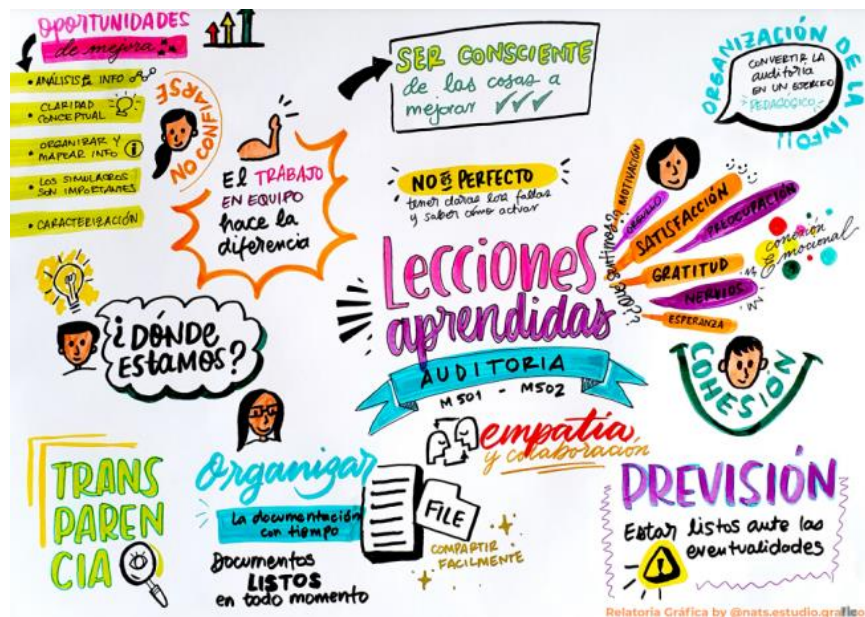 OPORTUNIDADES
de mejora
• ANÁLISIS DE INFO
• CLARIDAD
CONCEPTUAL
• ORGANIZAR Y
MAPEAR INFO
• LOS SIMULACROS
SON IMPORTANTES
• CARACTERIZACIÓN
NO CONFIARSE
El TRABAJO
EN EQUIPO
hace la
diferencia
SER CONSCIENTE
de las cosas a
mejorar
NO ES PERFECTO
tener claras las fallas
y saber cómo actuar
ORGANIZACIÓN DE LA INFO!!
CONVERTIR LA
auditoría
EN UN EJERCICIO
PEDAGÓGICO
¿Qué sentimos?
MOTIVACIÓN
ORGULLO
SATISFACCIÓN
PREOCUPACIÓN
GRATITUD
NERVIOS
ESPERANZA
conexión
Emocional
Lecciones
aprendidas
AUDITORIA
M501 - M502
¿DÓNDE
ESTAMOS?
COHESIÓN
empatía
y colaboración
TRANS
PAREN
CIA
Organizar
La documentación
con tiempo
Documentos
LISTOS
en todo momento
FILE
COMPARTIR
FACILMENTE
PREVISIÓN
Estar listos ante las
eventualidades
Relatoria Gráfica by @nats.estudio.grafico